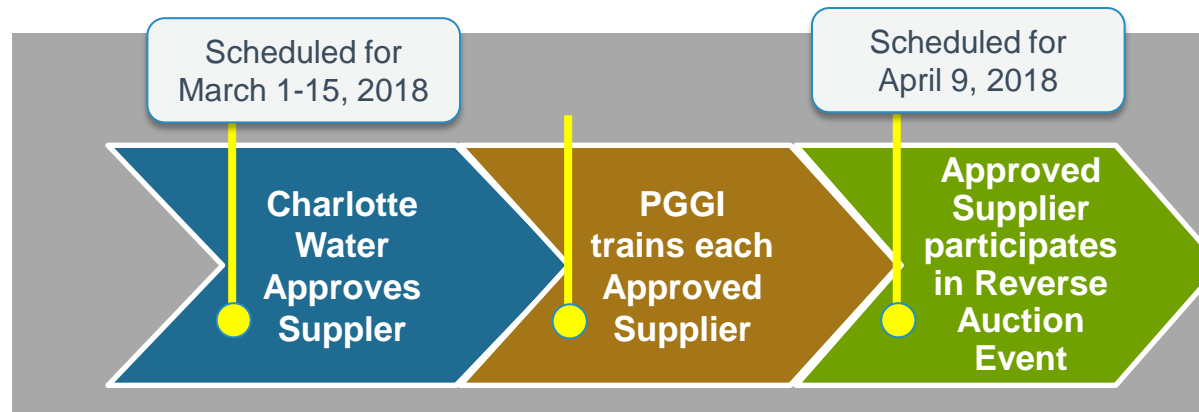 Scheduled for
March 1-15, 2018
Scheduled for
April 9, 2018
Charlotte
Water
Approves
Suppler
PGGI
trains each
Approved
Supplier
Approved
Supplier
participates
in Reverse
Auction
Event